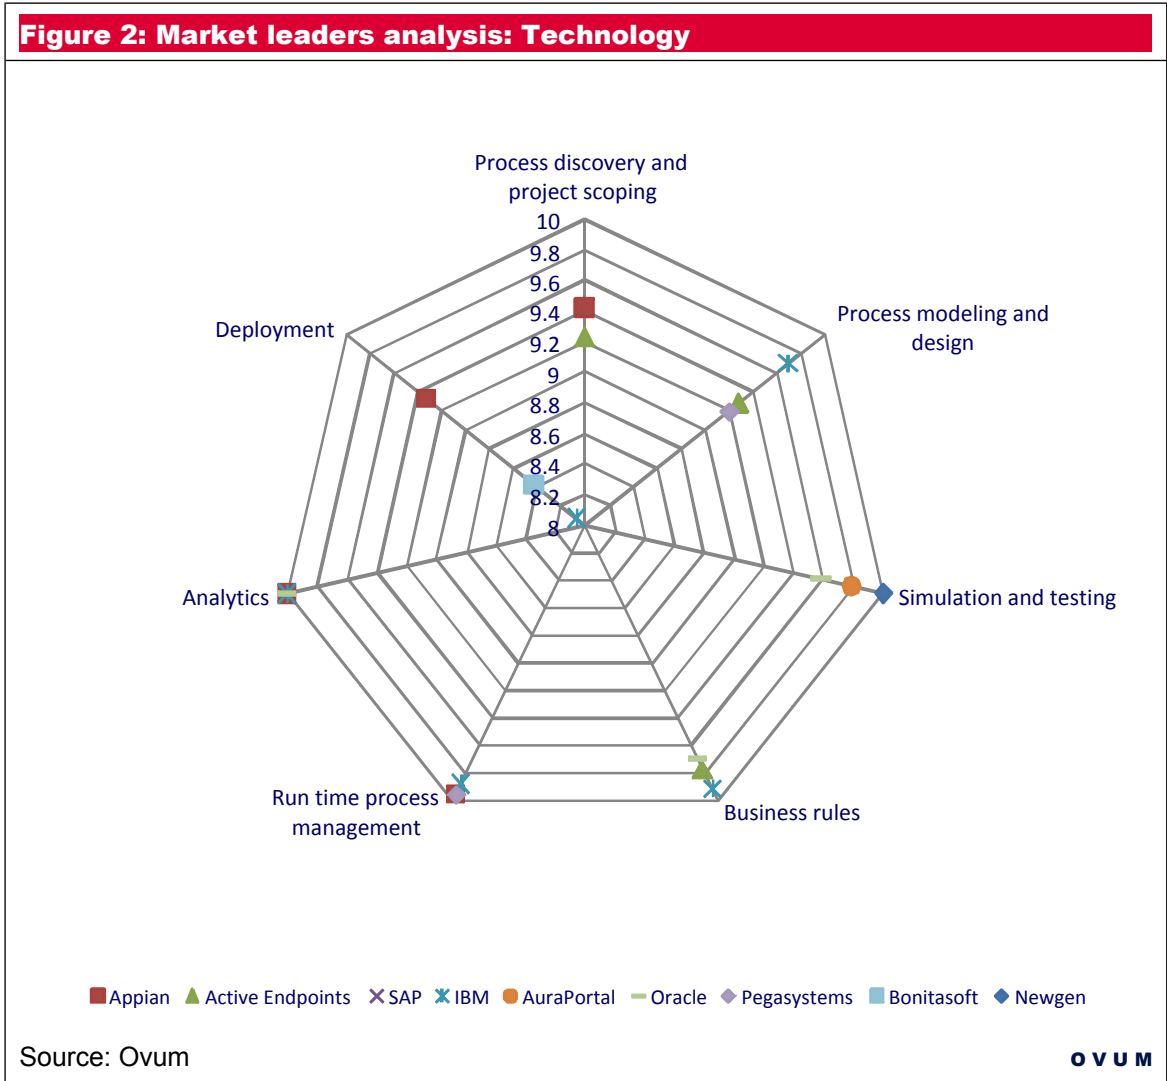 Figure 2: Market leaders analysis: Technology
Process discovery and
project scoping
10
9.8
9.6
9.4
9.2
9
8.8
8.6
8.4
8.2
8
Process modeling and
design
Simulation and testing
Business rules
Run time process
management
Analytics
Deployment
Appian Active Endpoints SAP IBM AuraPortal Oracle Pegasystems Bonitasoft Newgen
Source: Ovum
OVUM